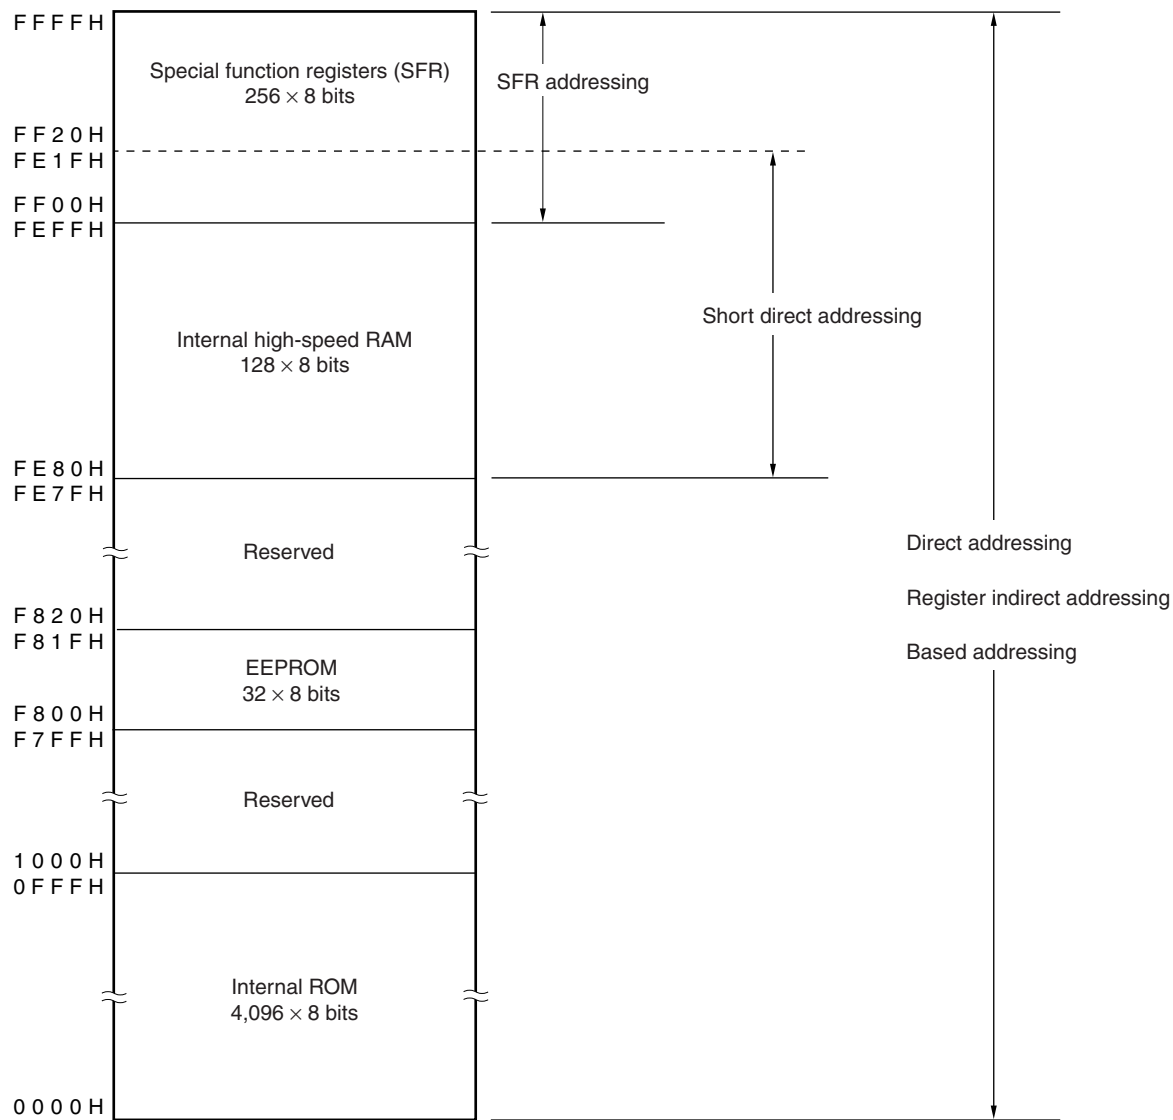 FFFFH
Special function registers (SFR)
256 × 8 bits
SFR addressing
FF20H
FE1FH
FF00H
FEFFH
Short direct addressing
Internal high-speed RAM
128 × 8 bits
FE80H
FE7FH
Reserved
Direct addressing
Register indirect addressing
Based addressing
F820H
F81FH
EEPROM
32 × 8 bits
F800H
F7FFH
Reserved
1000H
0FFFH
Internal ROM
4,096 × 8 bits
0000H